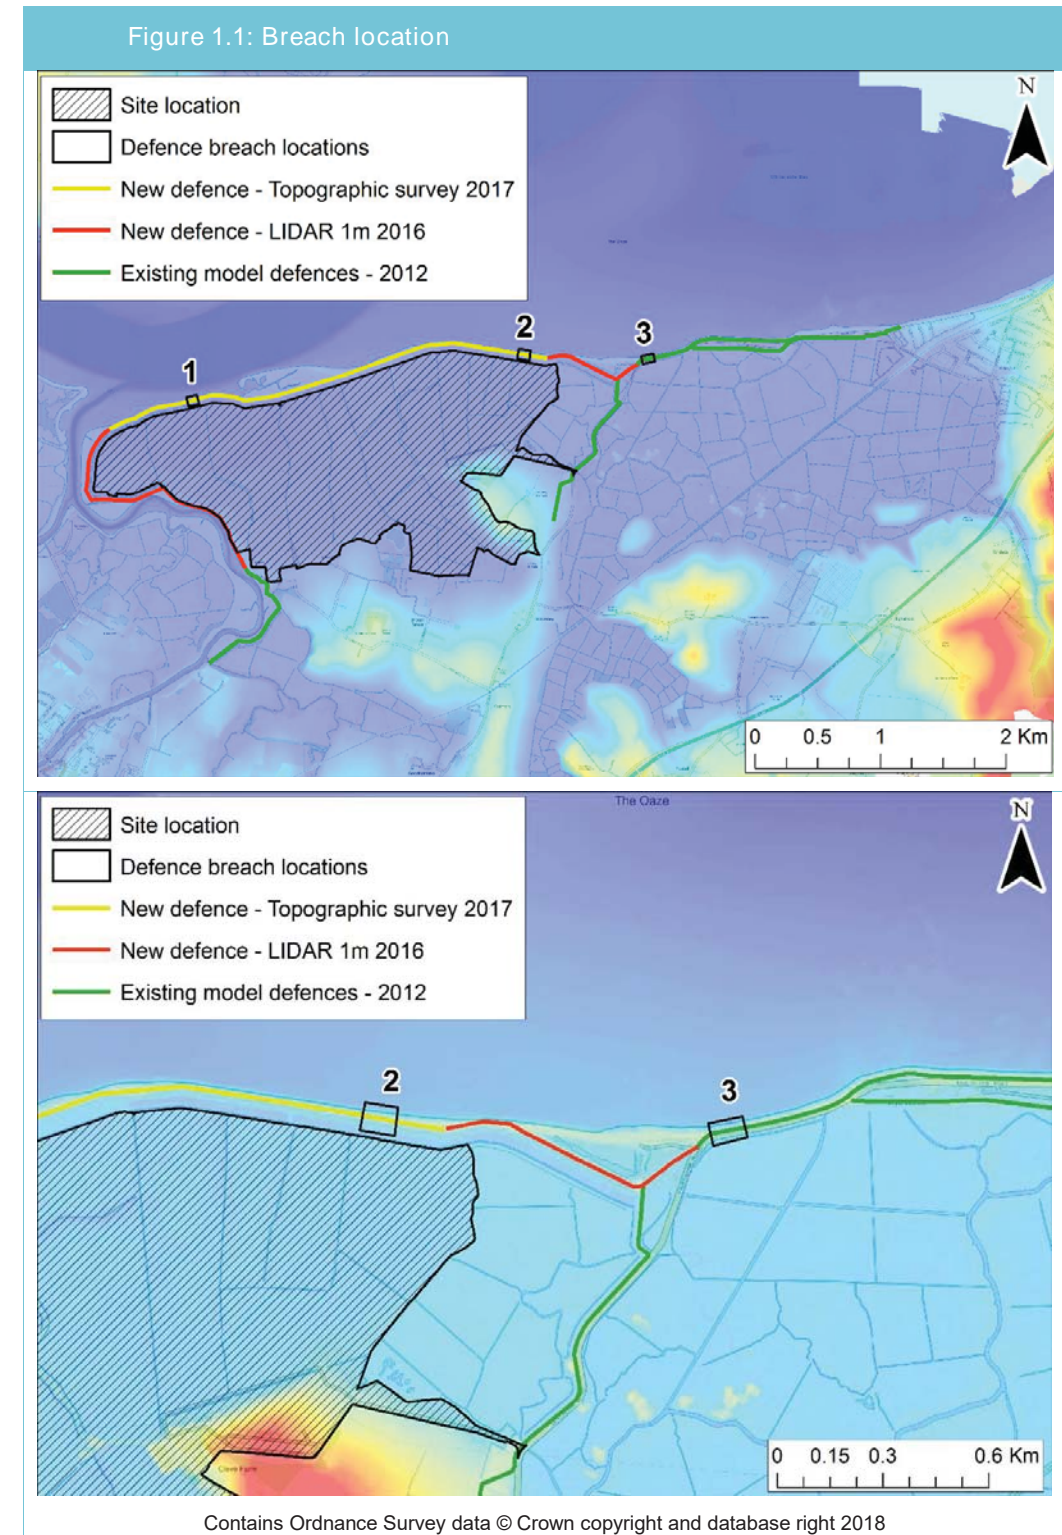 Figure 1.1: Breach location
Site location
Defence breach locations
New defence - Topographic survey 2017
New defence - LIDAR 1m 2016
Existing model defences - 2012
N
1
2
3
0 0.5 1 2 Km
The Oaze
Site location
Defence breach locations
New defence - Topographic survey 2017
New defence - LIDAR 1m 2016
Existing model defences - 2012
N
2
3
0 0.15 0.3 0.6 Km
Contains Ordnance Survey data © Crown copyright and database right 2018